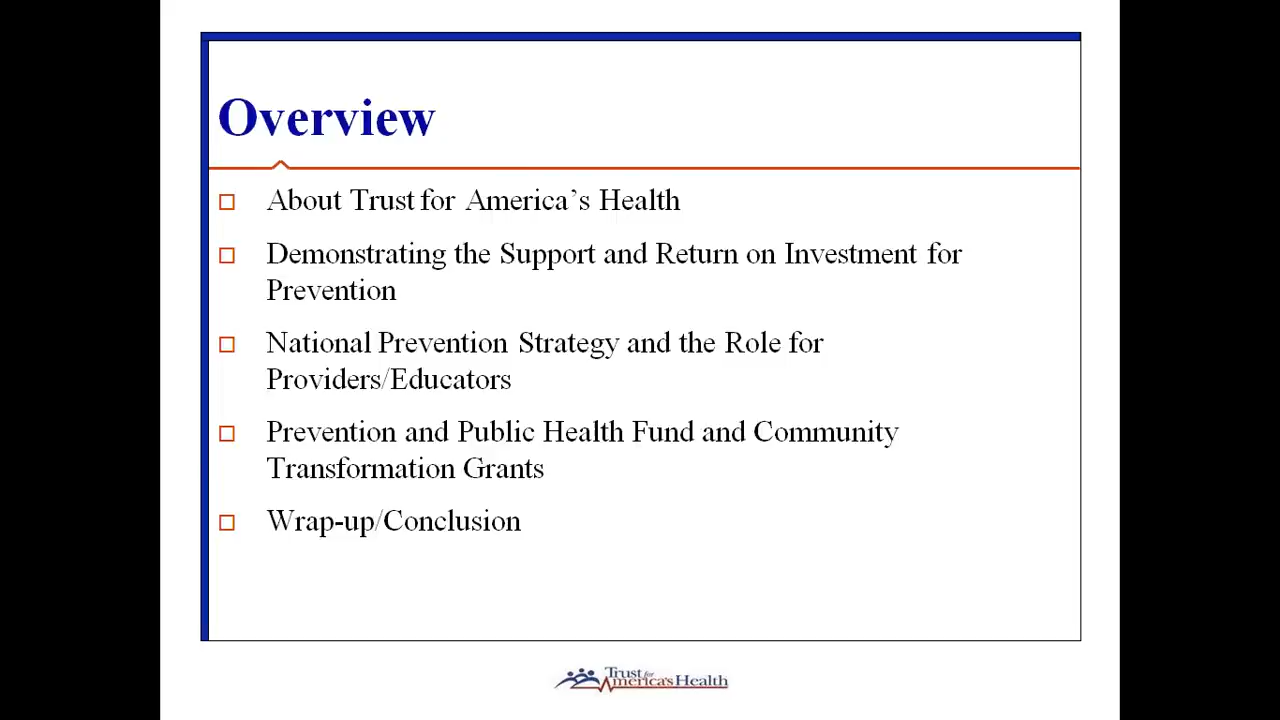 Overview
About Trust for America's Health
Demonstrating the Support and Return on Investment for
Prevention
National Prevention Strategy and the Role for
Providers/Educators
Prevention and Public Health Fund and Community
Transformation Grants
Wrap-up/Conclusion
Trust for
America's Health